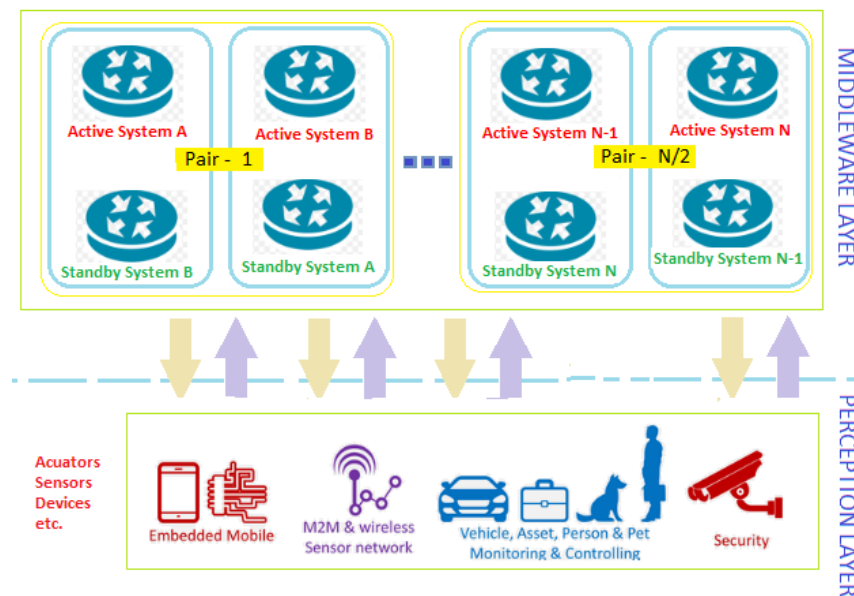 Active System A
Active System B
Active System N-1
Active System N
Pair - 1
Pair - N/2
Standby System B
Standby System A
Standby System N
Standby System N-1
MIDDLEWARE LAYER
Acuators
Sensors
Devices
etc.
Embedded Mobile
M2M & wireless
Sensor network
Vehicle, Asset, Person & Pet
Monitoring & Controlling
Security
PERCEPTION LAYER